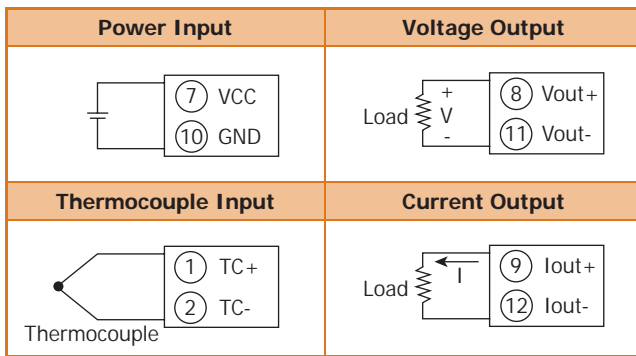 Power Input
7 VCC
10 GND
Voltage Output
+
Load V
-
8 Vout+
11 Vout-
Thermocouple Input
1 TC+
2 TC-
Thermocouple
Current Output
Load
I
9 Iout+
12 Iout-